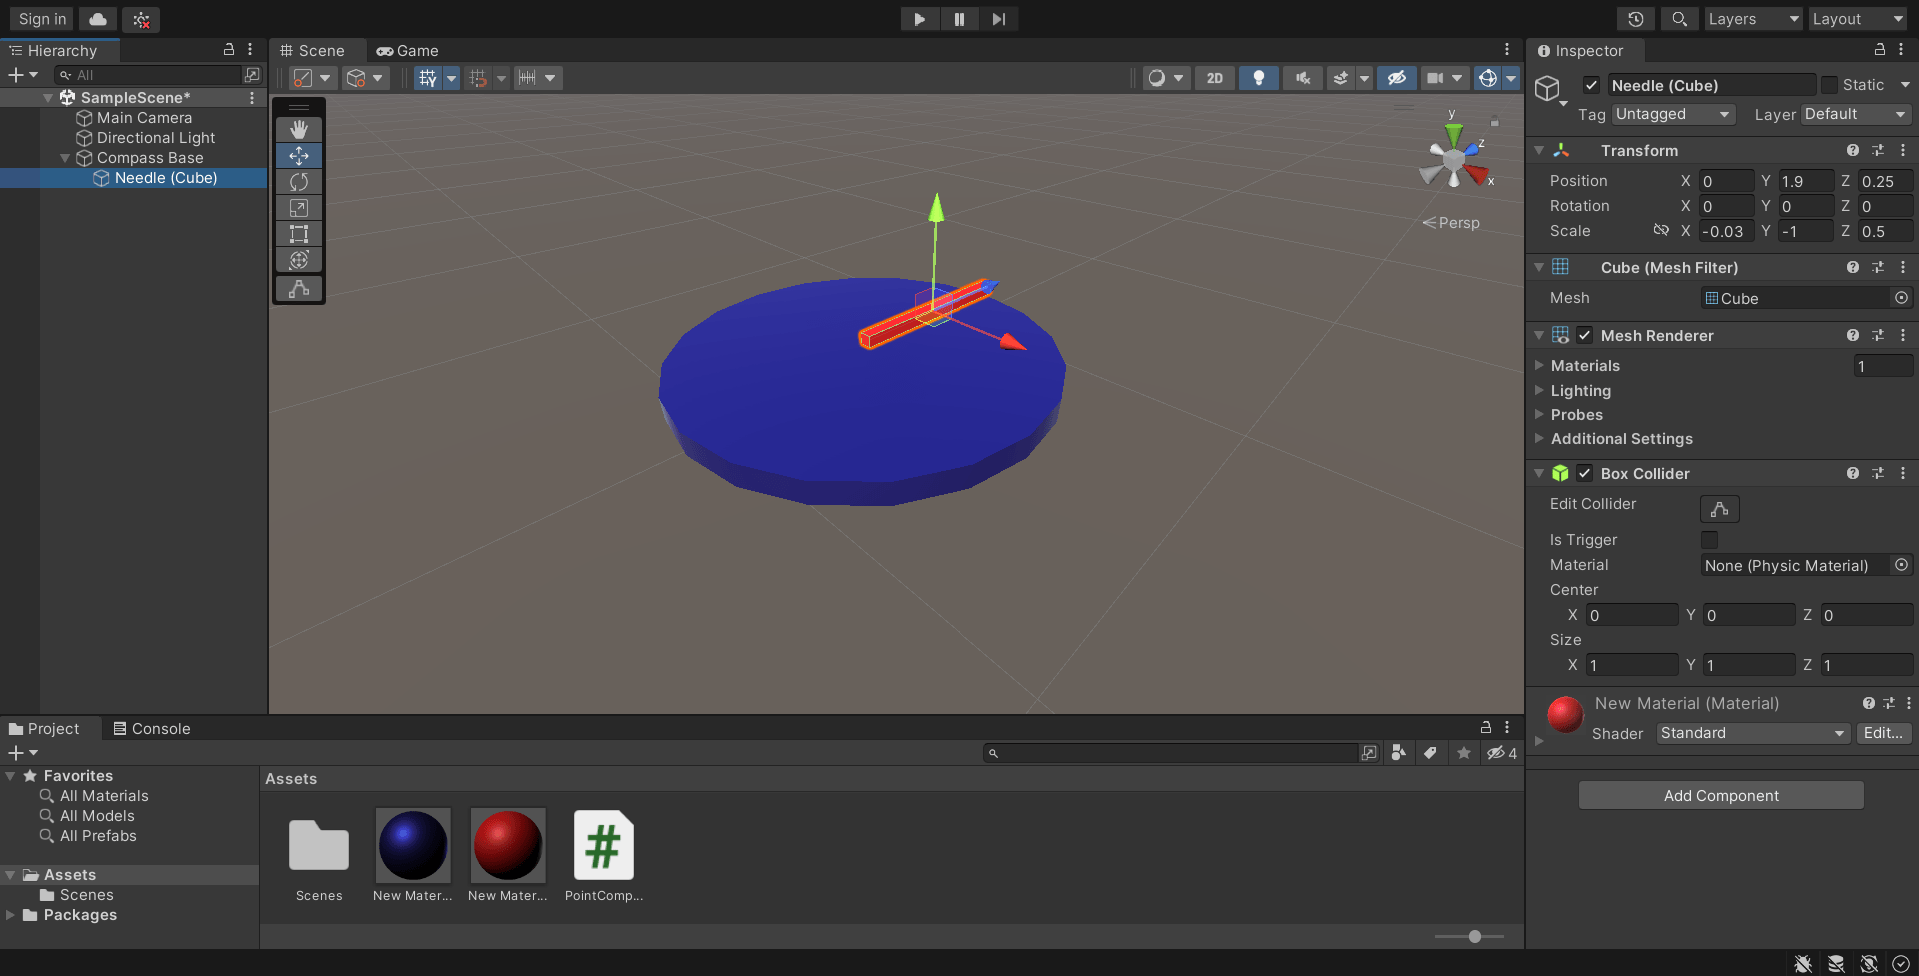 Sign in
Layers
Layout
Hierarchy
All
SampleScene*
Main Camera
Directional Light
Compass Base
Needle (Cube)
Scene
Game
2D
y
z
x
Persp
Inspector
Needle (Cube)
Static
Tag Untagged Layer Default
Transform
Position X 0 Y 1.9 Z 0.25
Rotation X 0 Y 0 Z 0
Scale X -0.03 Y -1 Z 0.5
Cube (Mesh Filter)
Mesh Cube
Mesh Renderer
Materials 1
Lighting
Probes
Additional Settings
Box Collider
Edit Collider
Is Trigger
Material None (Physic Material)
Center
X 0 Y 0 Z 0
Size
X 1 Y 1 Z 1
New Material (Material)
Shader Standard Edit...
Add Component
Project
Console
4
Favorites
All Materials
All Models
All Prefabs
Assets
Scenes
Packages
Assets
Scenes
New Mater...
New Mater...
PointComp...